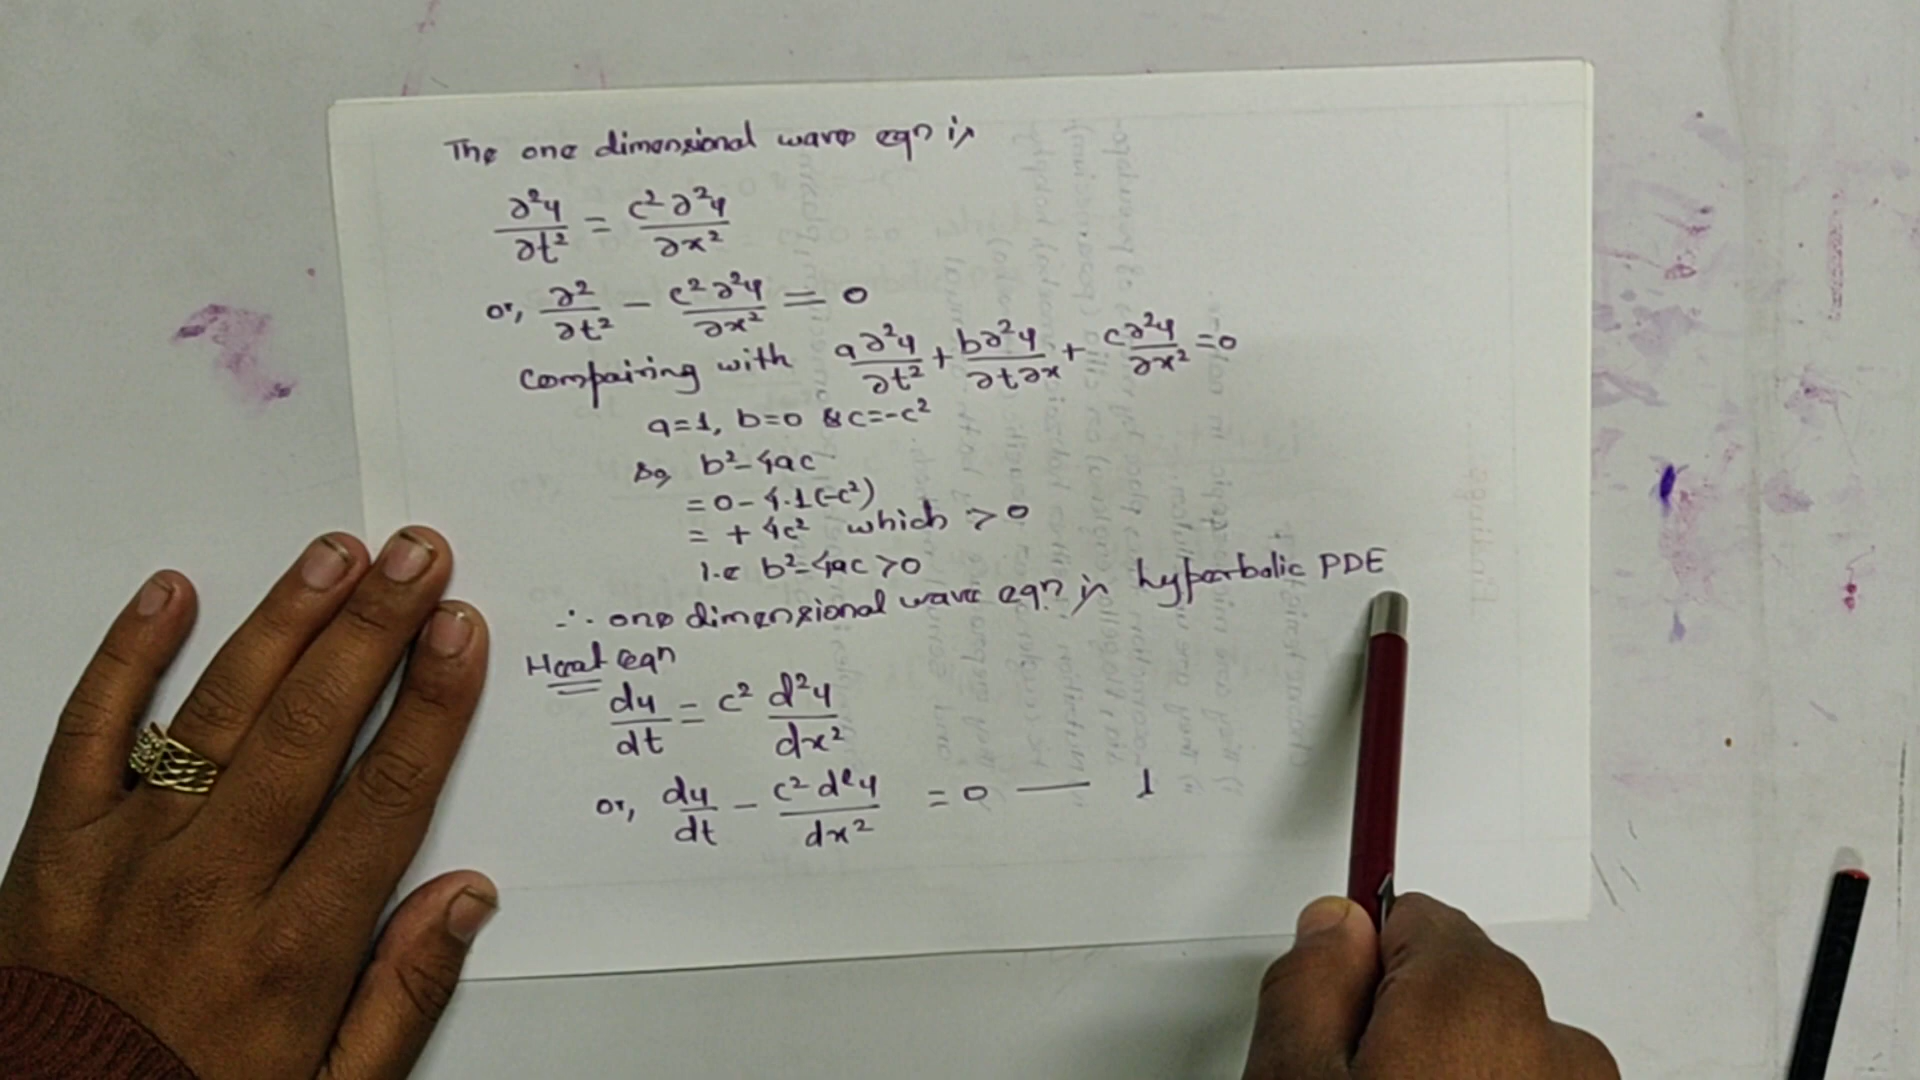 The one dimensional wave eqn is
∂²y/∂t² = c²∂²y/∂x²
or, ∂²/∂t² - c²∂²y/∂x² = 0
Compairing with a∂²y/∂t² + b∂²y/∂t∂x + c∂²y/∂x² = 0
a=1, b=0 & c=-c²
So b²-4ac
= 0 - 4.1(-c²)
= + 4c² which > 0
i.e b²-4ac > 0
∴ one dimensional wave eqn is hyperbolic PDE
Heat eqn
du/dt = c² d²y/dx²
or, dy/dt - c²d²y/dx² = 0 — 1